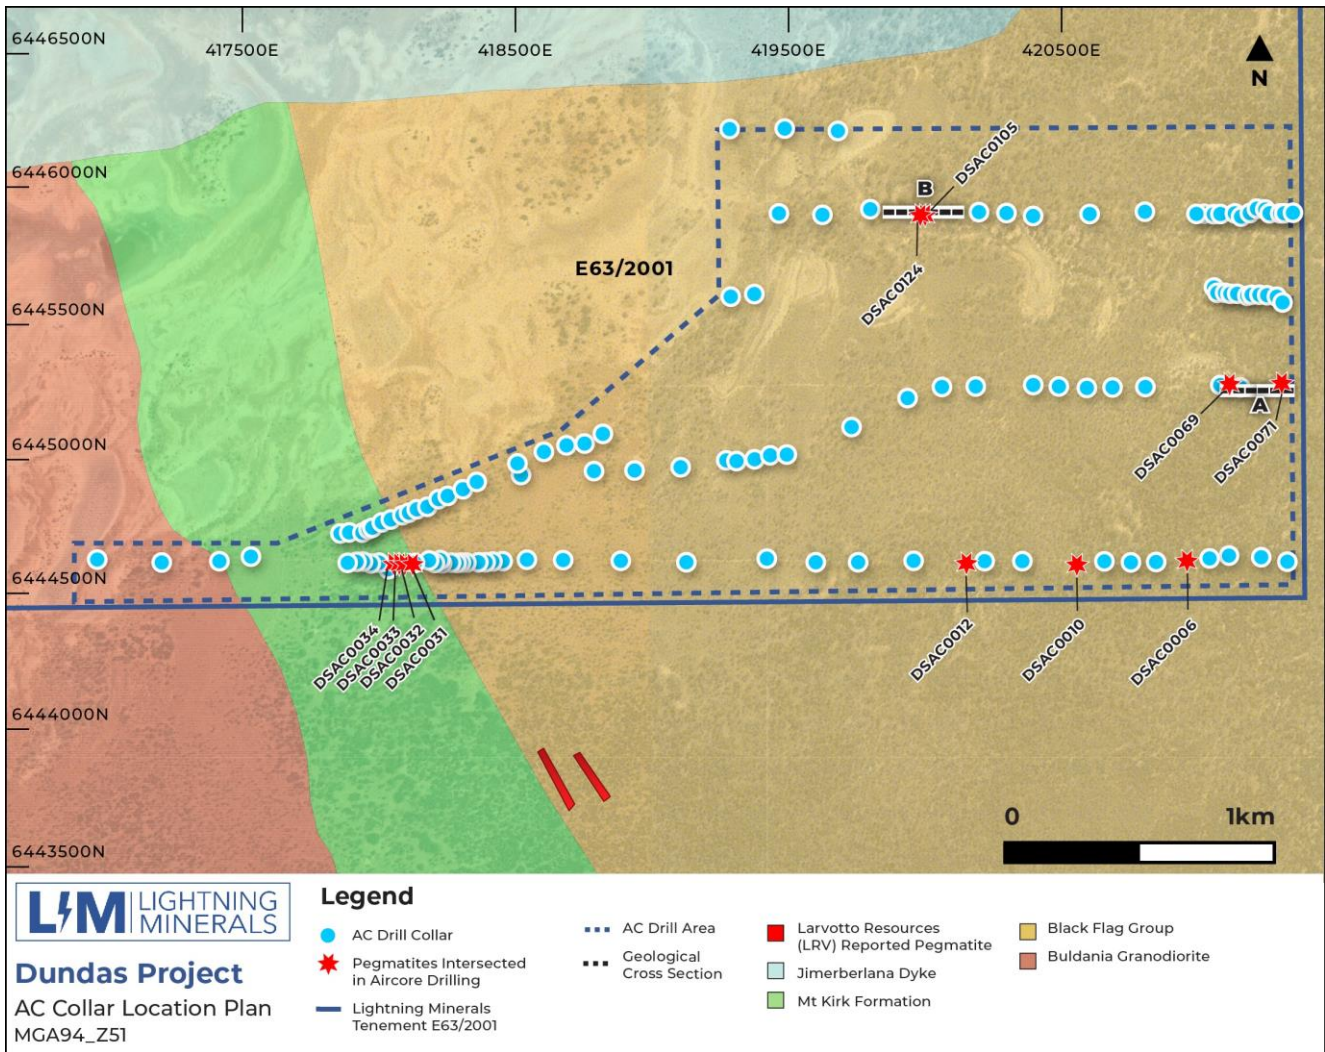 6446500N
417500E
418500E
419500E
420500E
N
DSAC0105
6446000N
B
E63/2001
DSAC0124
6445500N
A
6445000N
DSAC0069
DSAC0071
6444500N
DSAC0034
DSAC0033
DSAC0032
DSAC0031
DSAC0012
DSAC0010
DSAC0006
6444000N
0
1km
6443500N
LM LIGHTNING
MINERALS
Dundas Project
AC Collar Location Plan
MGA94_Z51
Legend
AC Drill Collar
Pegmatites Intersected
in Aircore Drilling
Lightning Minerals
Tenement E63/2001
AC Drill Area
Geological
Cross Section
Larvotto Resources
(LRV) Reported Pegmatite
Jimerberlana Dyke
Mt Kirk Formation
Black Flag Group
Buldania Granodiorite